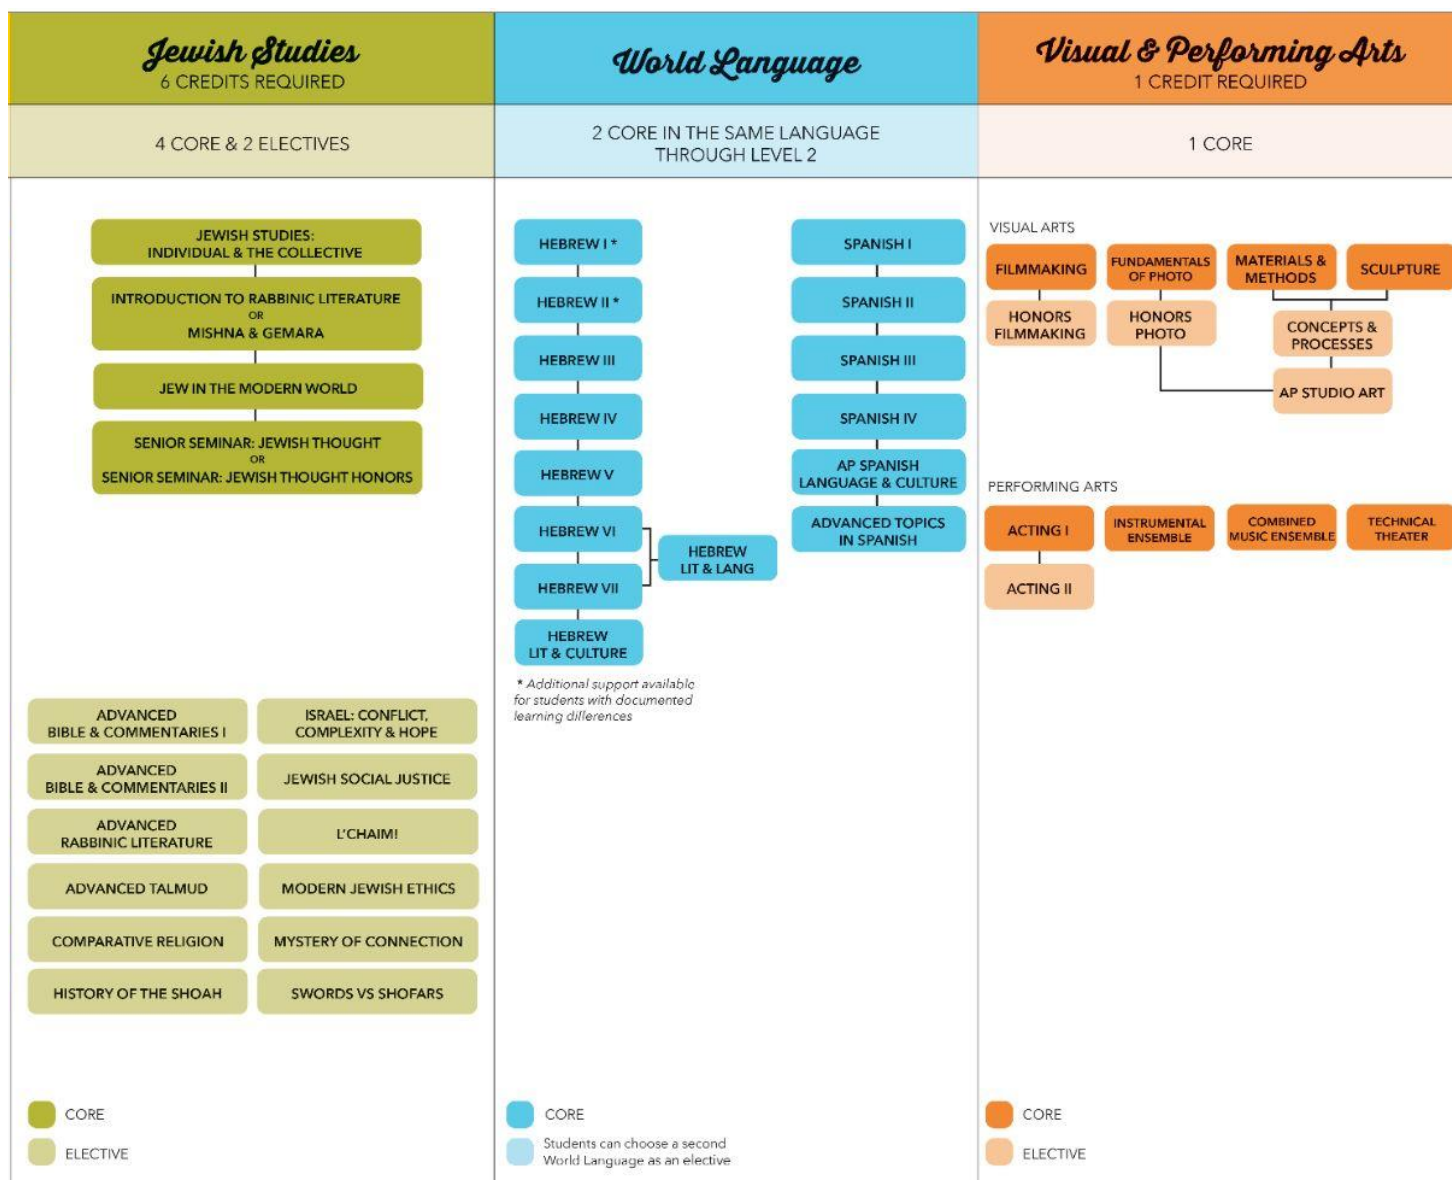 Jewish Studies
6 CREDITS REQUIRED
4 CORE & 2 ELECTIVES
JEWISH STUDIES:
INDIVIDUAL & THE COLLECTIVE
INTRODUCTION TO RABBINIC LITERATURE
OR
MISHNA & GEMARA
JEW IN THE MODERN WORLD
SENIOR SEMINAR: JEWISH THOUGHT
OR
SENIOR SEMINAR: JEWISH THOUGHT HONORS
ADVANCED
BIBLE & COMMENTARIES I
ISRAEL: CONFLICT,
COMPLEXITY & HOPE
ADVANCED
BIBLE & COMMENTARIES II
JEWISH SOCIAL JUSTICE
ADVANCED
RABBINIC LITERATURE
L'CHAIM!
ADVANCED TALMUD
MODERN JEWISH ETHICS
COMPARATIVE RELIGION
MYSTERY OF CONNECTION
HISTORY OF THE SHOAH
SWORDS VS SHOFARS
CORE
ELECTIVE
World Language
2 CORE IN THE SAME LANGUAGE
THROUGH LEVEL 2
HEBREW I *
HEBREW II *
HEBREW III
HEBREW IV
HEBREW V
HEBREW VI
HEBREW VII
HEBREW
LIT & LANG
HEBREW
LIT & CULTURE
* Additional support available
for students with documented
learning differences
SPANISH I
SPANISH II
SPANISH III
SPANISH IV
AP SPANISH
LANGUAGE & CULTURE
ADVANCED TOPICS
IN SPANISH
CORE
Students can choose a second
World Language as an elective
Visual & Performing Arts
1 CREDIT REQUIRED
1 CORE
VISUAL ARTS
FILMMAKING
FUNDAMENTALS
OF PHOTO
MATERIALS &
METHODS
SCULPTURE
HONORS
FILMMAKING
HONORS
PHOTO
CONCEPTS &
PROCESSES
AP STUDIO ART
PERFORMING ARTS
ACTING I
INSTRUMENTAL
ENSEMBLE
COMBINED
MUSIC ENSEMBLE
TECHNICAL
THEATER
ACTING II
CORE
ELECTIVE